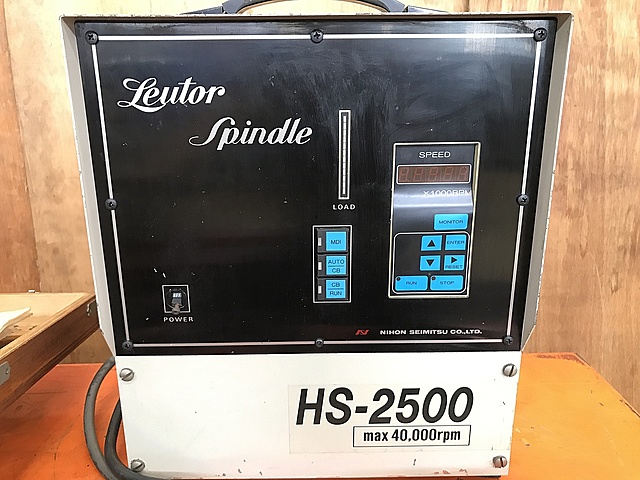 Leutor
Spindle
SPEED
X1000RPM
LOAD
MONITOR
MDI
ENTER
AUTO
CB
RESET
CB
RUN
RUN
STOP
POWER
NIHON SEIMITSU CO.,LTD.
HS-2500
max 40,000rpm